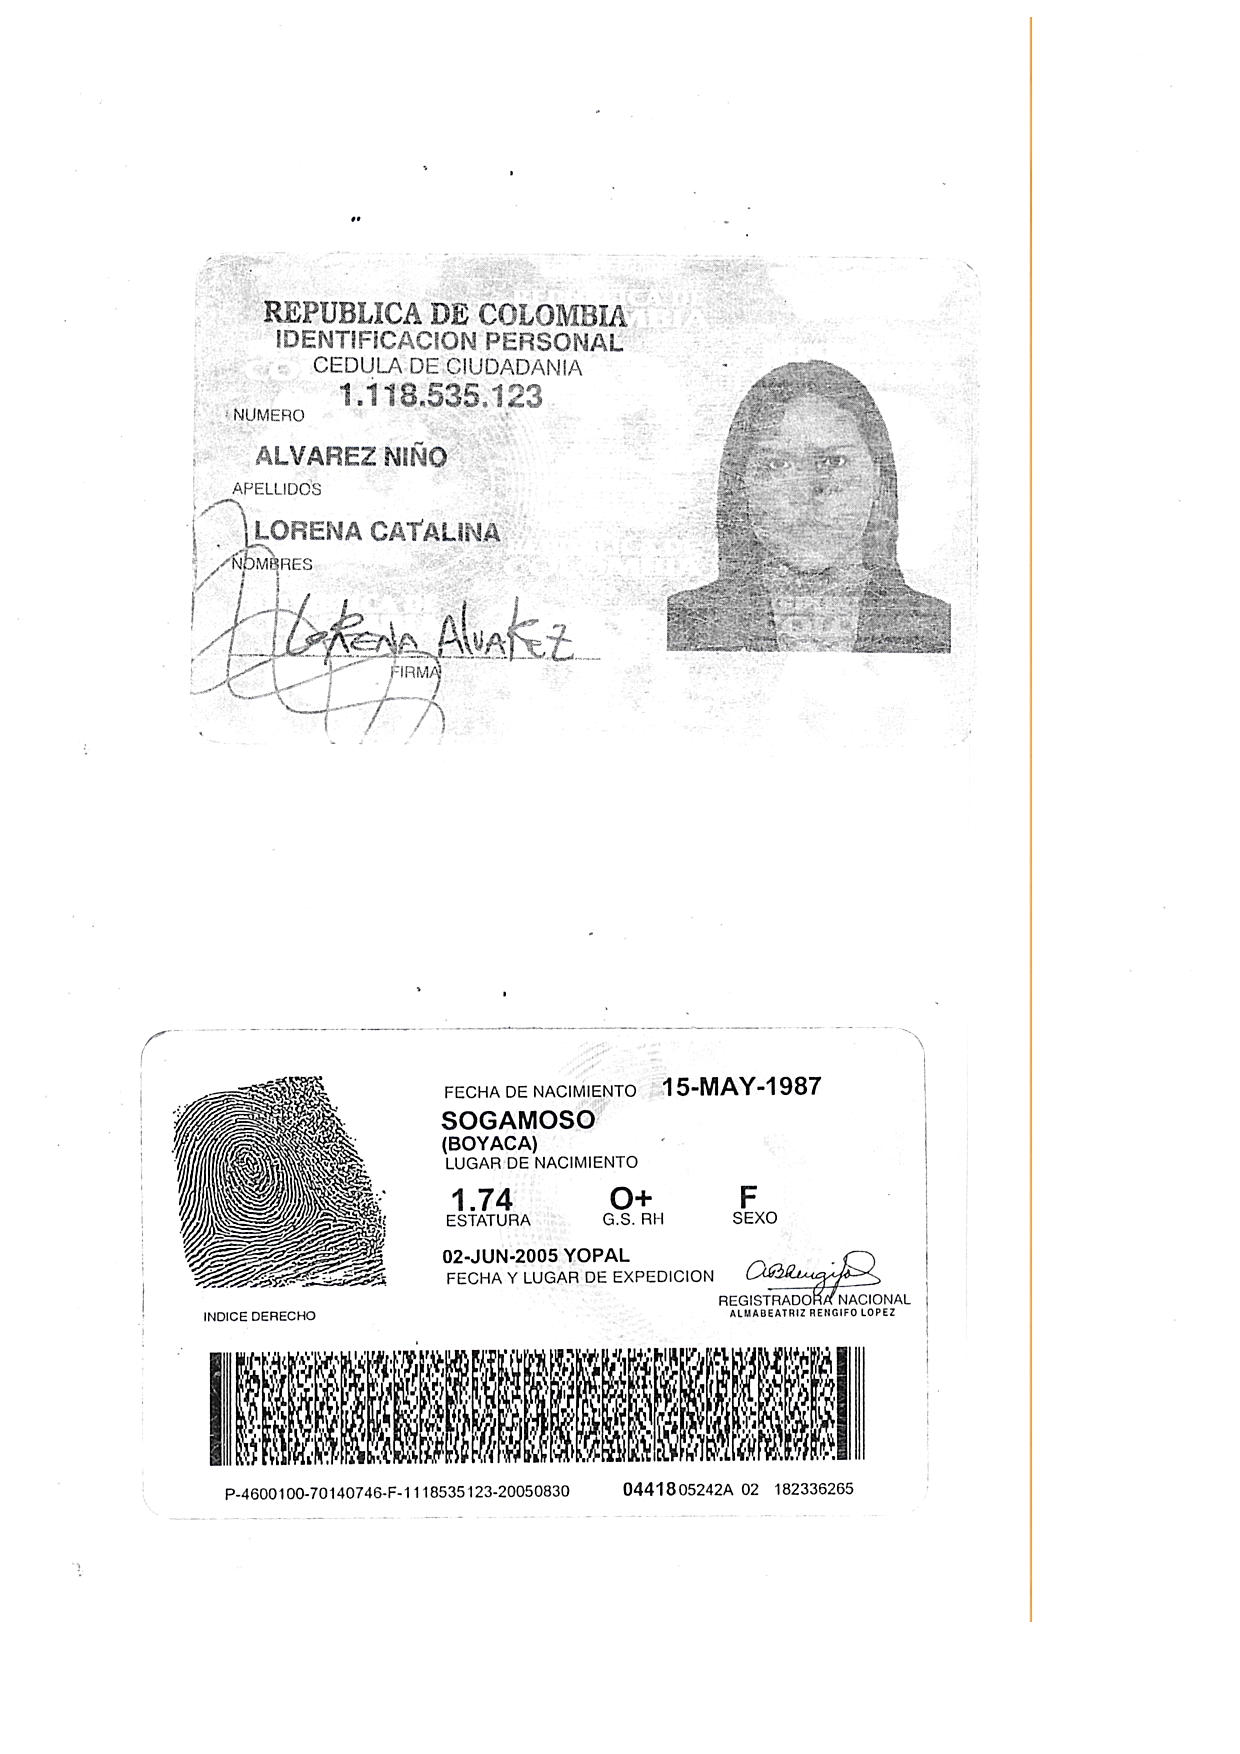 REPUBLICA DE COLOMBIA
IDENTIFICACION PERSONAL
CEDULA DE CIUDADANIA
1.118.535.123
NUMERO
ALVAREZ NIÑO
APELLIDOS
LORENA CATALINA
NOMBRES
LORENA AlvaRez
FIRMA
FECHA DE NACIMIENTO 15-MAY-1987
SOGAMOSO
(BOYACA)
LUGAR DE NACIMIENTO
1.74 O+ F
ESTATURA G.S. RH SEXO
02-JUN-2005 YOPAL
FECHA Y LUGAR DE EXPEDICION
REGISTRADORA NACIONAL
ALMABEATRIZ RENGIFO LOPEZ
INDICE DERECHO
P-4600100-70140746-F-1118535123-20050830 0441805242A 02 182336265